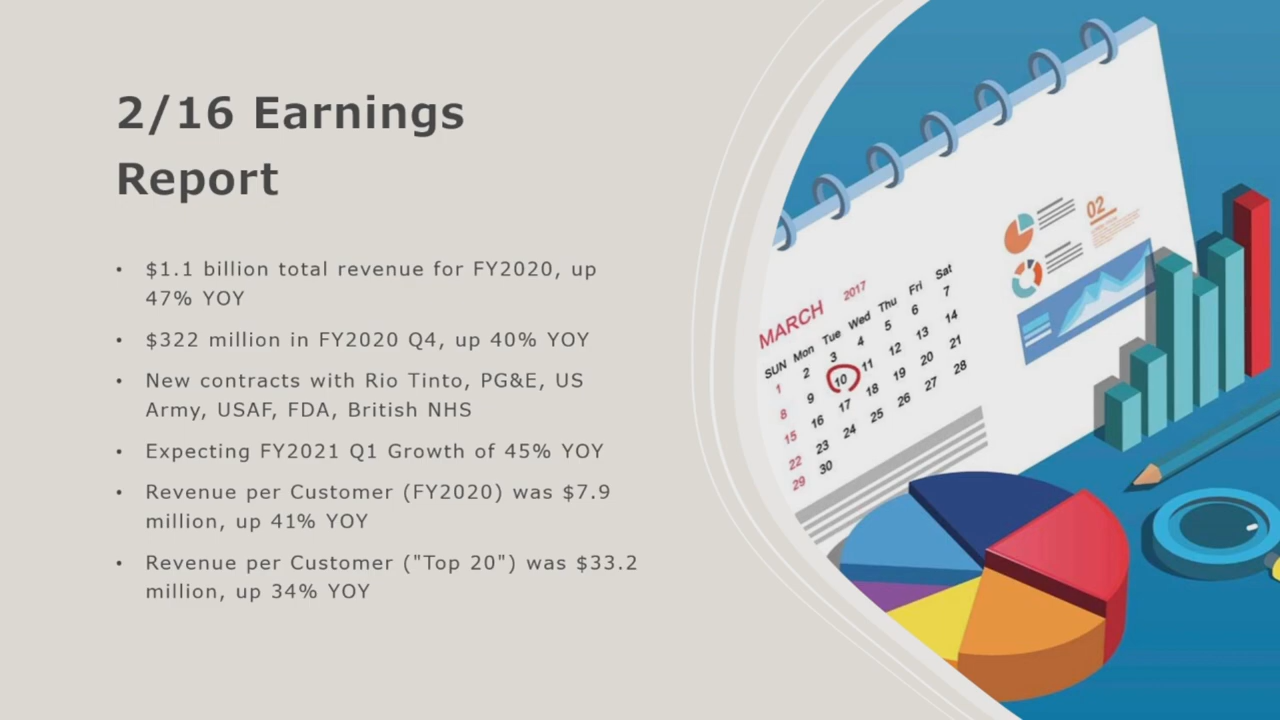 2/16 Earnings
Report
• $1.1 billion total revenue for FY2020, up
47% YOY
• $322 million in FY2020 Q4, up 40% YOY
• New contracts with Rio Tinto, PG&E, US
Army, USAF, FDA, British NHS
• Expecting FY2021 Q1 Growth of 45% YOY
• Revenue per Customer (FY2020) was $7.9
million, up 41% YOY
• Revenue per Customer ("Top 20") was $33.2
million, up 34% YOY
02
MARCH 2017
SUN Mon Tue Wed Thu Fri Sat
1 2 3 4 5 6 7
8 9 10 11 12 13 14
15 16 17 18 19 20 21
22 23 24 25 26 27 28
29 30